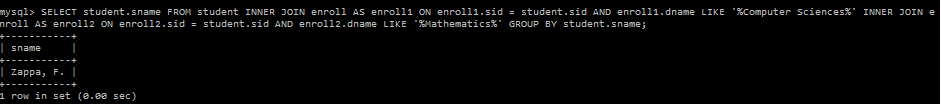 mysql> SELECT student.sname FROM student INNER JOIN enroll AS enroll1 ON enroll1.sid = student.sid AND enroll1.dname LIKE '%Computer Sciences%' INNER JOIN e
nroll AS enroll2 ON enroll2.sid = student.sid AND enroll2.dname LIKE '%Mathematics%' GROUP BY student.sname;
+-----------+
| sname     |
+-----------+
| Zappa, F. |
+-----------+
1 row in set (0.00 sec)